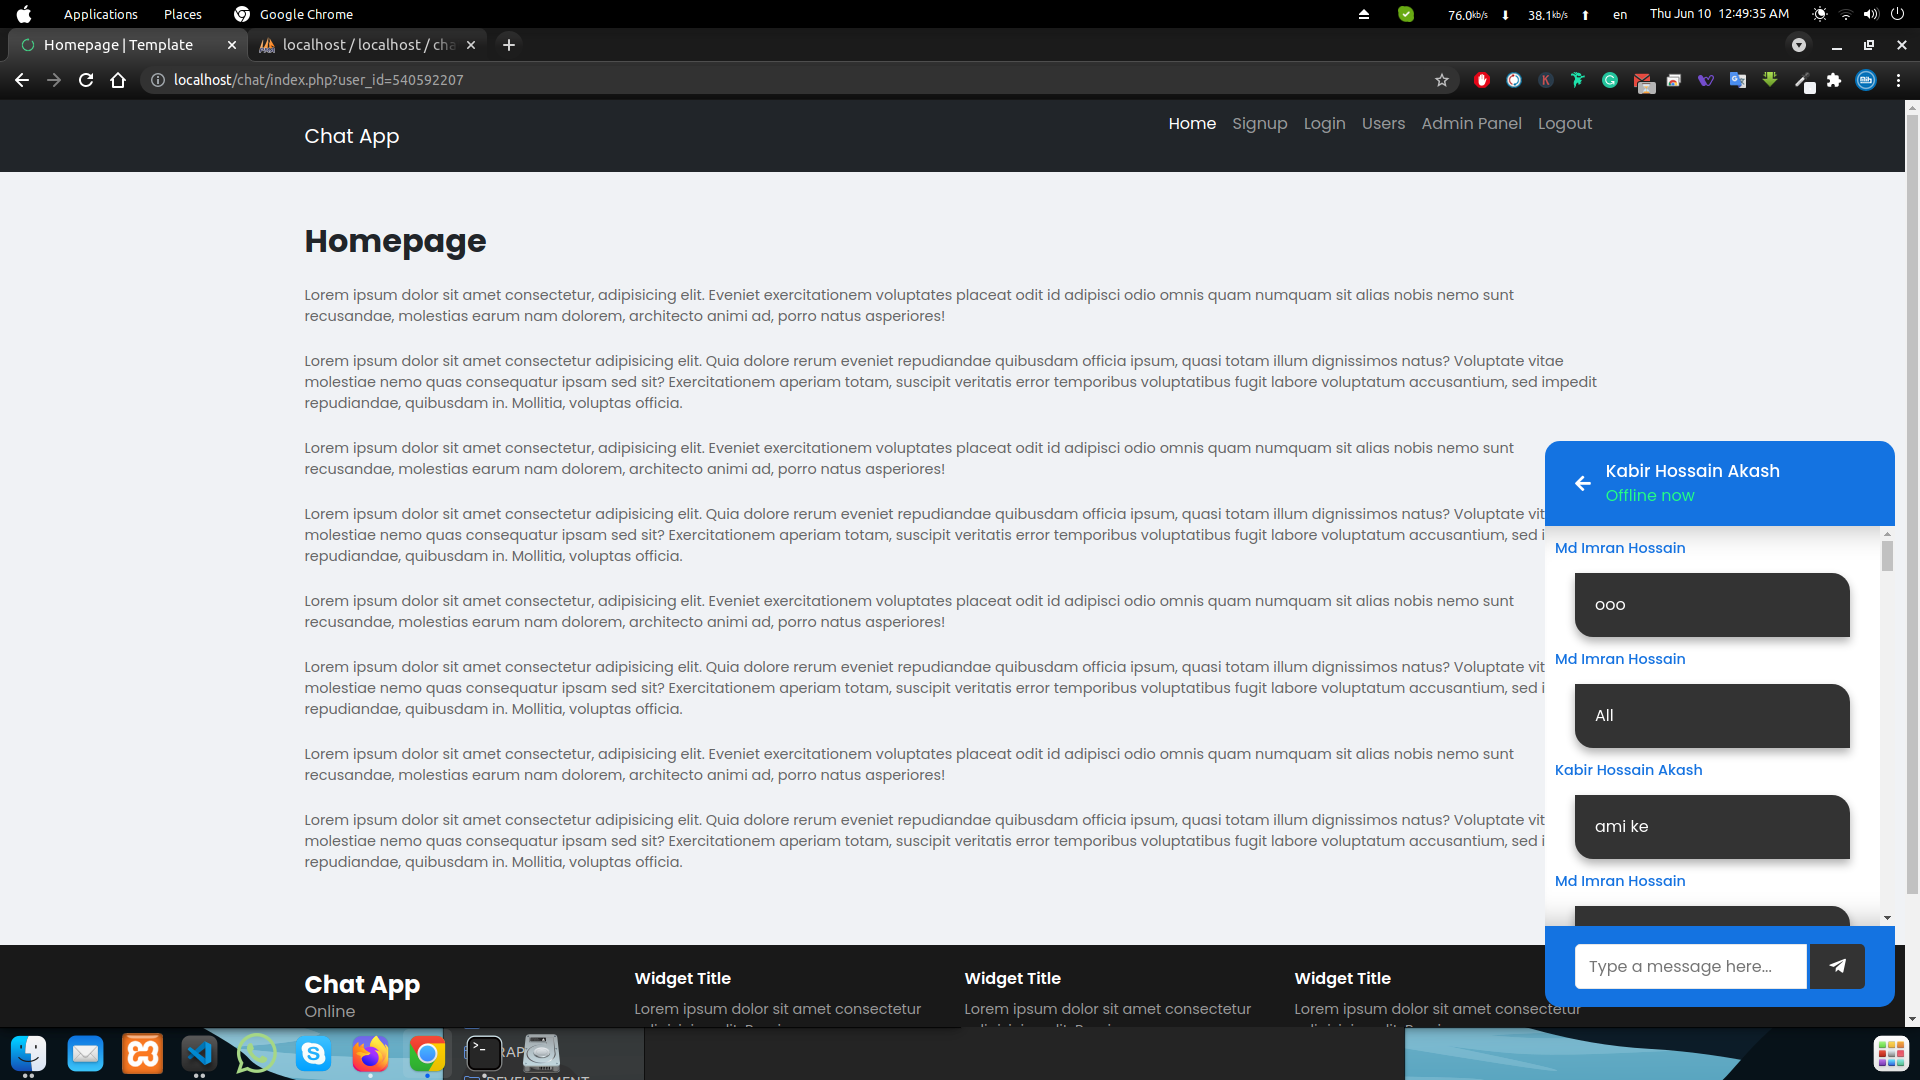 Applications Places Google Chrome 76.0kb/s 38.1kb/s en Thu Jun 10 12:49:35 AM
Homepage | Template localhost / localhost / cha
localhost/chat/index.php?user_id=540592207
Chat App
Home Signup Login Users Admin Panel Logout
Homepage
Lorem ipsum dolor sit amet consectetur, adipisicing elit. Eveniet exercitationem voluptates placeat odit id adipisci odio omnis quam numquam sit alias nobis nemo sunt
recusandae, molestias earum nam dolorem, architecto animi ad, porro natus asperiores!
Lorem ipsum dolor sit amet consectetur adipisicing elit. Quia dolore rerum eveniet repudiandae quibusdam officia ipsum, quasi totam illum dignissimos natus? Voluptate vitae
molestiae nemo quas consequatur ipsam sed sit? Exercitationem aperiam totam, suscipit veritatis error temporibus voluptatibus fugit labore voluptatum accusantium, sed impedit
repudiandae, quibusdam in. Mollitia, voluptas officia.
Lorem ipsum dolor sit amet consectetur, adipisicing elit. Eveniet exercitationem voluptates placeat odit id adipisci odio omnis quam numquam sit alias nobis nemo sunt
recusandae, molestias earum nam dolorem, architecto animi ad, porro natus asperiores!
Lorem ipsum dolor sit amet consectetur adipisicing elit. Quia dolore rerum eveniet repudiandae quibusdam officia ipsum, quasi totam illum dignissimos natus? Voluptate vit
molestiae nemo quas consequatur ipsam sed sit? Exercitationem aperiam totam, suscipit veritatis error temporibus voluptatibus fugit labore voluptatum accusantium, sed i
repudiandae, quibusdam in. Mollitia, voluptas officia.
Lorem ipsum dolor sit amet consectetur, adipisicing elit. Eveniet exercitationem voluptates placeat odit id adipisci odio omnis quam numquam sit alias nobis nemo sunt
recusandae, molestias earum nam dolorem, architecto animi ad, porro natus asperiores!
Lorem ipsum dolor sit amet consectetur adipisicing elit. Quia dolore rerum eveniet repudiandae quibusdam officia ipsum, quasi totam illum dignissimos natus? Voluptate vit
molestiae nemo quas consequatur ipsam sed sit? Exercitationem aperiam totam, suscipit veritatis error temporibus voluptatibus fugit labore voluptatum accusantium, sed i
repudiandae, quibusdam in. Mollitia, voluptas officia.
Lorem ipsum dolor sit amet consectetur, adipisicing elit. Eveniet exercitationem voluptates placeat odit id adipisci odio omnis quam numquam sit alias nobis nemo sunt
recusandae, molestias earum nam dolorem, architecto animi ad, porro natus asperiores!
Lorem ipsum dolor sit amet consectetur adipisicing elit. Quia dolore rerum eveniet repudiandae quibusdam officia ipsum, quasi totam illum dignissimos natus? Voluptate vit
molestiae nemo quas consequatur ipsam sed sit? Exercitationem aperiam totam, suscipit veritatis error temporibus voluptatibus fugit labore voluptatum accusantium, sed i
repudiandae, quibusdam in. Mollitia, voluptas officia.
Kabir Hossain Akash
Offline now
Md Imran Hossain
ooo
Md Imran Hossain
All
Kabir Hossain Akash
ami ke
Md Imran Hossain
Type a message here...
Chat App
Online
Widget Title
Lorem ipsum dolor sit amet consectetur
Widget Title
Lorem ipsum dolor sit amet consectetur
Widget Title
Lorem ipsum dolor sit amet consectetur
DEVELOPMENT